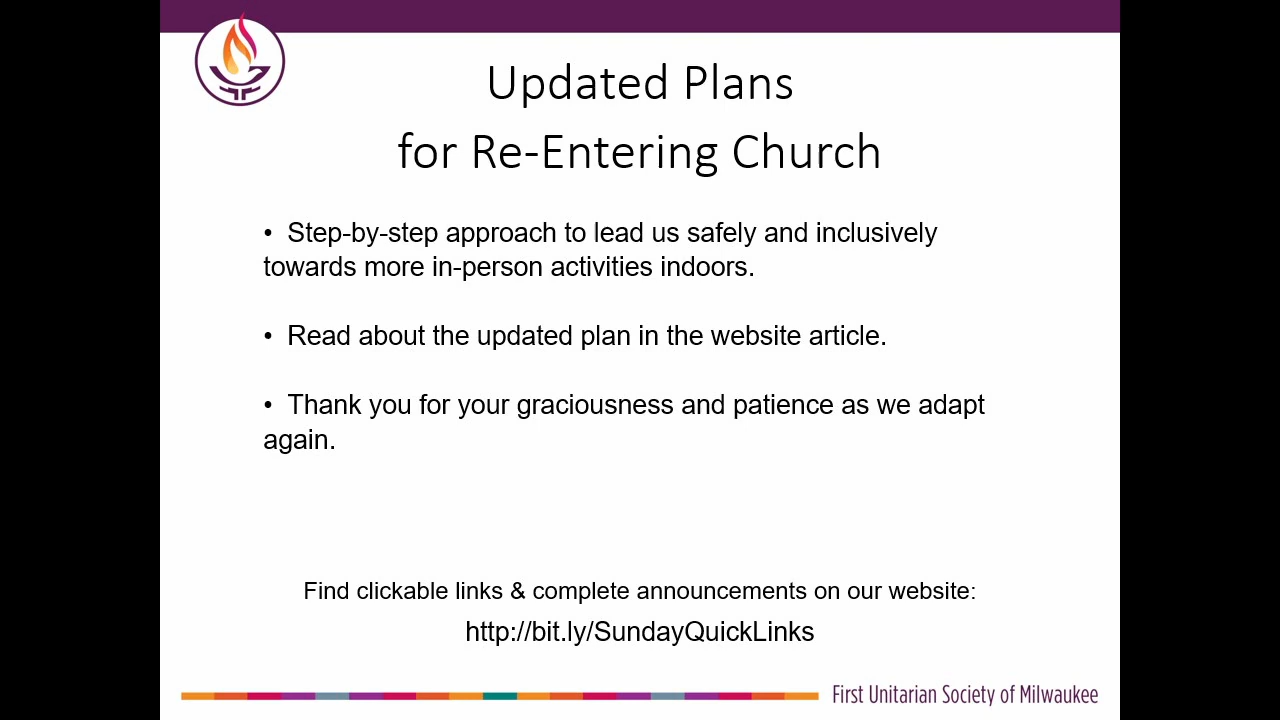 Updated Plans
for Re-Entering Church
• Step-by-step approach to lead us safely and inclusively
towards more in-person activities indoors.
• Read about the updated plan in the website article.
• Thank you for your graciousness and patience as we adapt
again.
Find clickable links & complete announcements on our website:
http://bit.ly/SundayQuickLinks
First Unitarian Society of Milwaukee